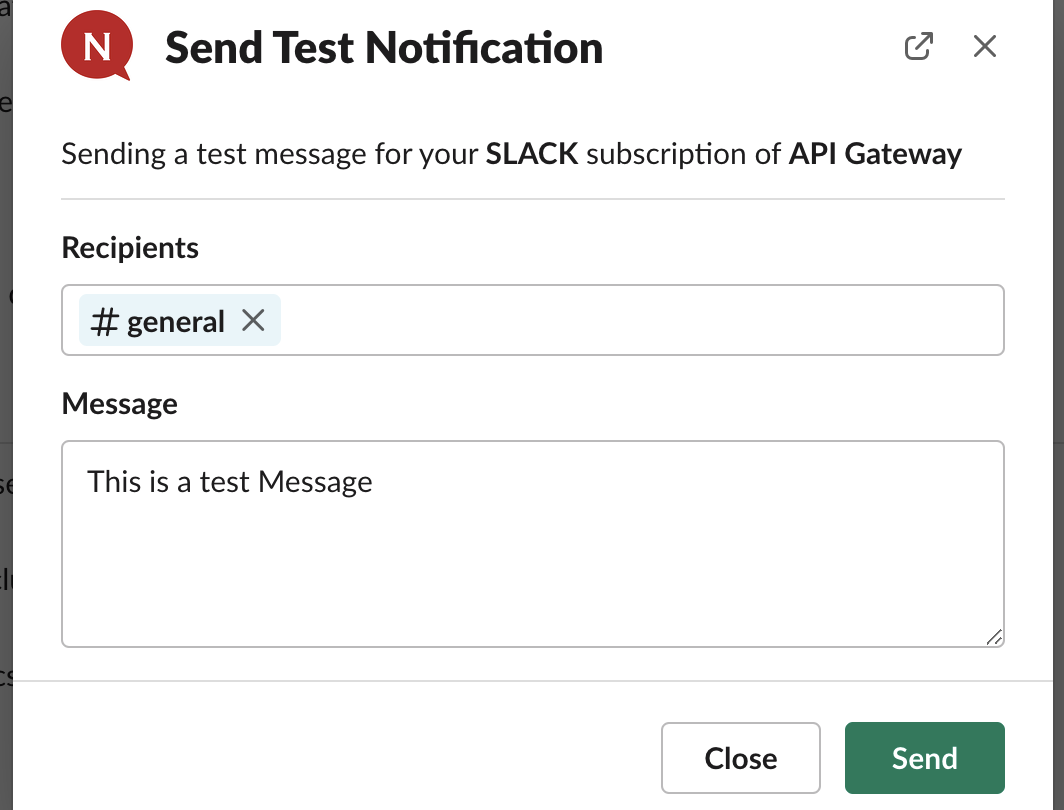 N
Send Test Notification
Sending a test message for your SLACK subscription of API Gateway
Recipients
# general
Message
This is a test Message
Close
Send